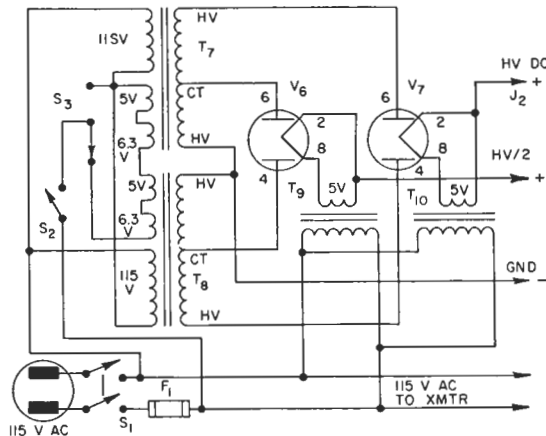 HV
115V
T7
HV DC
V6
V7
+
S3
CT
J2
5V
6
6
2
2
6.3
V
HV
8
8
HV/2
5V
HV
4
4
+
T9
5V
T10
5V
S2
6.3
V
CT
GND
−
115
V
T8
HV
F1
115 V AC
TO XMTR
S1
115 V AC